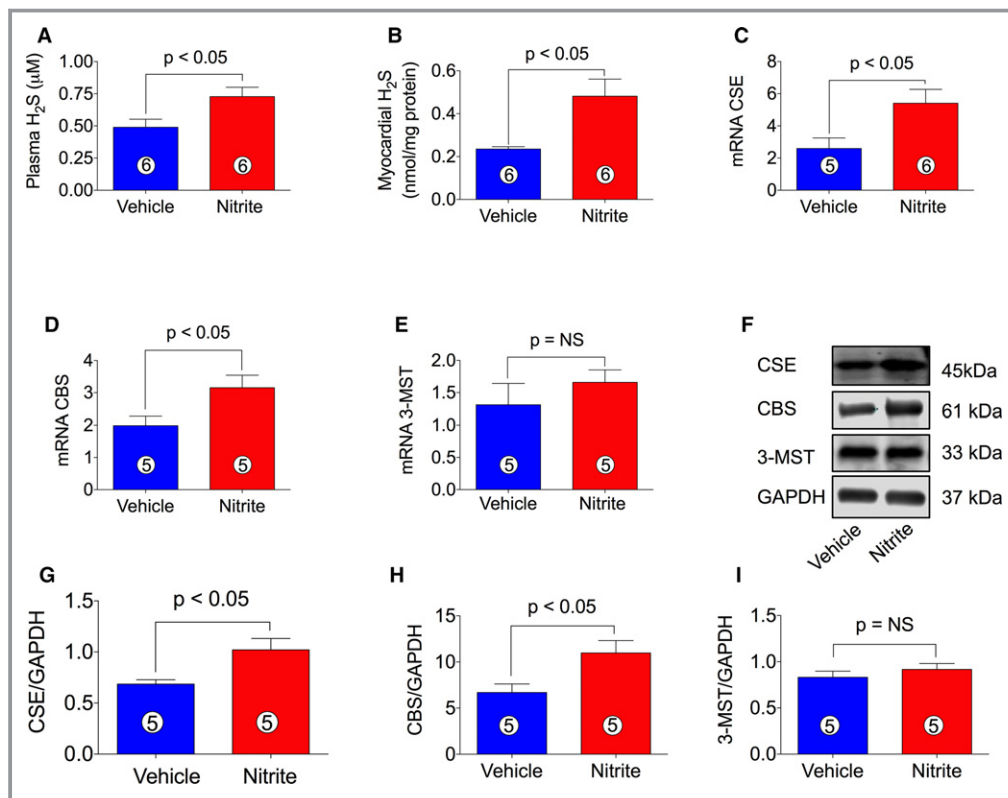 A
p < 0.05
Plasma H₂S (μM)
1.00
0.75
0.50
0.25
0.00
6
6
Vehicle
Nitrite
B
p < 0.05
Myocardial H₂S
(nmol/mg protein)
0.6
0.4
0.2
0.0
6
6
Vehicle
Nitrite
C
p < 0.05
mRNA CSE
8
6
4
2
0
5
6
Vehicle
Nitrite
D
p < 0.05
mRNA CBS
4
3
2
1
0
5
5
Vehicle
Nitrite
E
p = NS
mRNA 3-MST
2.0
1.5
1.0
0.5
0.0
5
5
Vehicle
Nitrite
F
CSE
45kDa
CBS
61 kDa
3-MST
33 kDa
GAPDH
37 kDa
Vehicle
Nitrite
G
p < 0.05
CSE/GAPDH
1.5
1.0
0.5
0.0
5
5
Vehicle
Nitrite
H
p < 0.05
CBS/GAPDH
15
10
5
0
5
5
Vehicle
Nitrite
I
p = NS
3-MST/GAPDH
1.5
1.0
0.5
0.0
5
5
Vehicle
Nitrite